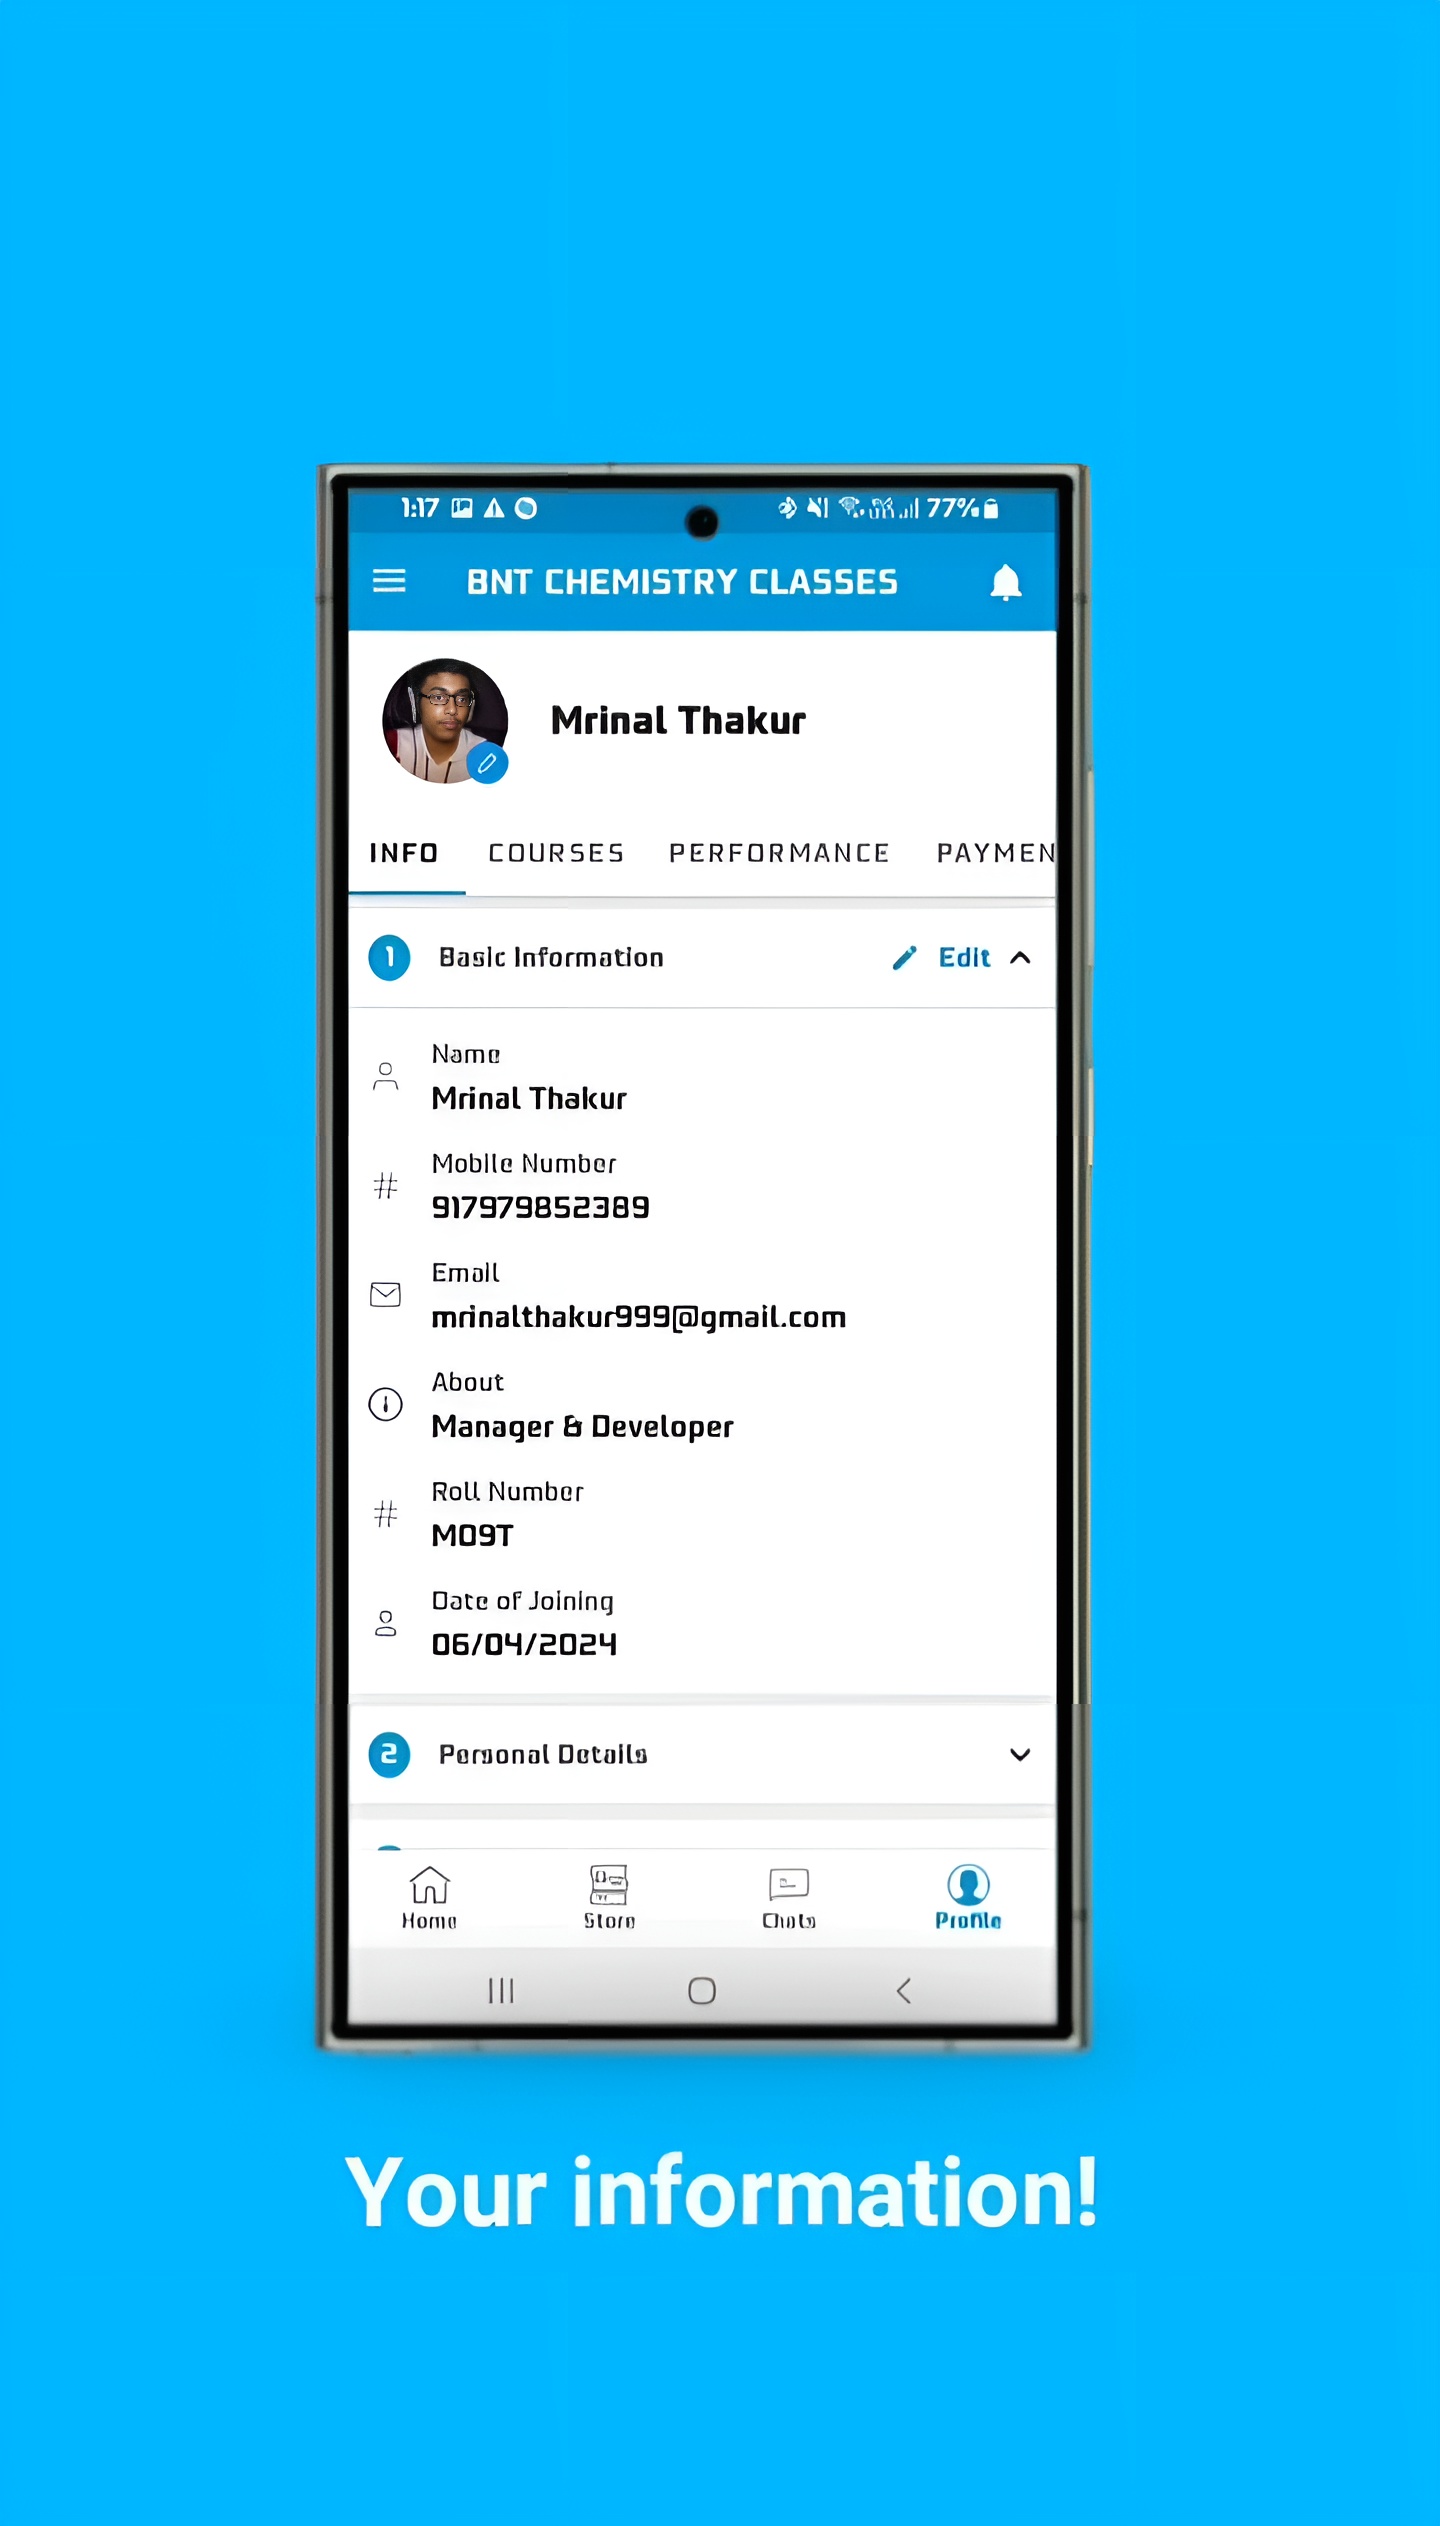 1:17 77%
BNT CHEMISTRY CLASSES
Mrinal Thakur
INFO COURSES PERFORMANCE PAYMEN
1 Basic Information Edit
Name
Mrinal Thakur
# Mobile Number
917979852389
Email
mrinalthakur999@gmail.com
About
Manager & Developer
# Roll Number
M09T
Date of Joining
06/04/2024
2 Personal Details
Home Store Chats Profile
Your information!